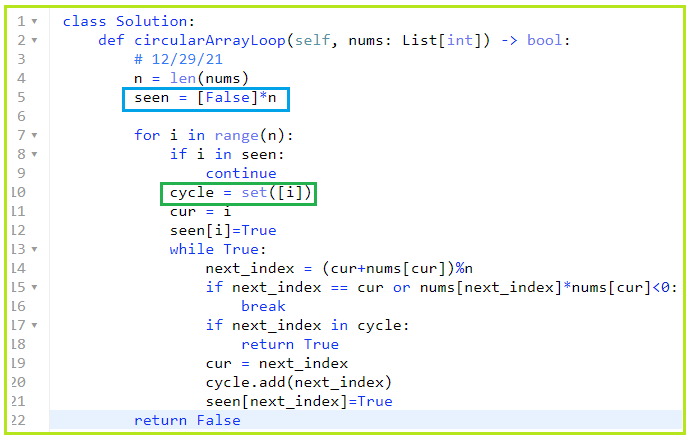 1 class Solution:
2 def circularArrayLoop(self, nums: List[int]) -> bool:
3 # 12/29/21
4 n = len(nums)
5 seen = [False]*n
6
7 for i in range(n):
8 if i in seen:
9 continue
10 cycle = set([i])
11 cur = i
12 seen[i]=True
13 while True:
14 next_index = (cur+nums[cur])%n
15 if next_index == cur or nums[next_index]*nums[cur]<0:
16 break
17 if next_index in cycle:
18 return True
19 cur = next_index
20 cycle.add(next_index)
21 seen[next_index]=True
22 return False